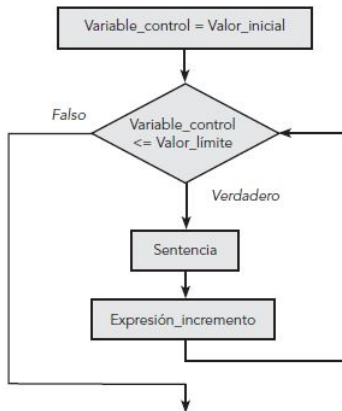 Variable_control = Valor_inicial
Falso
Variable_control
<= Valor_límite
Verdadero
Sentencia
Expresión_incremento